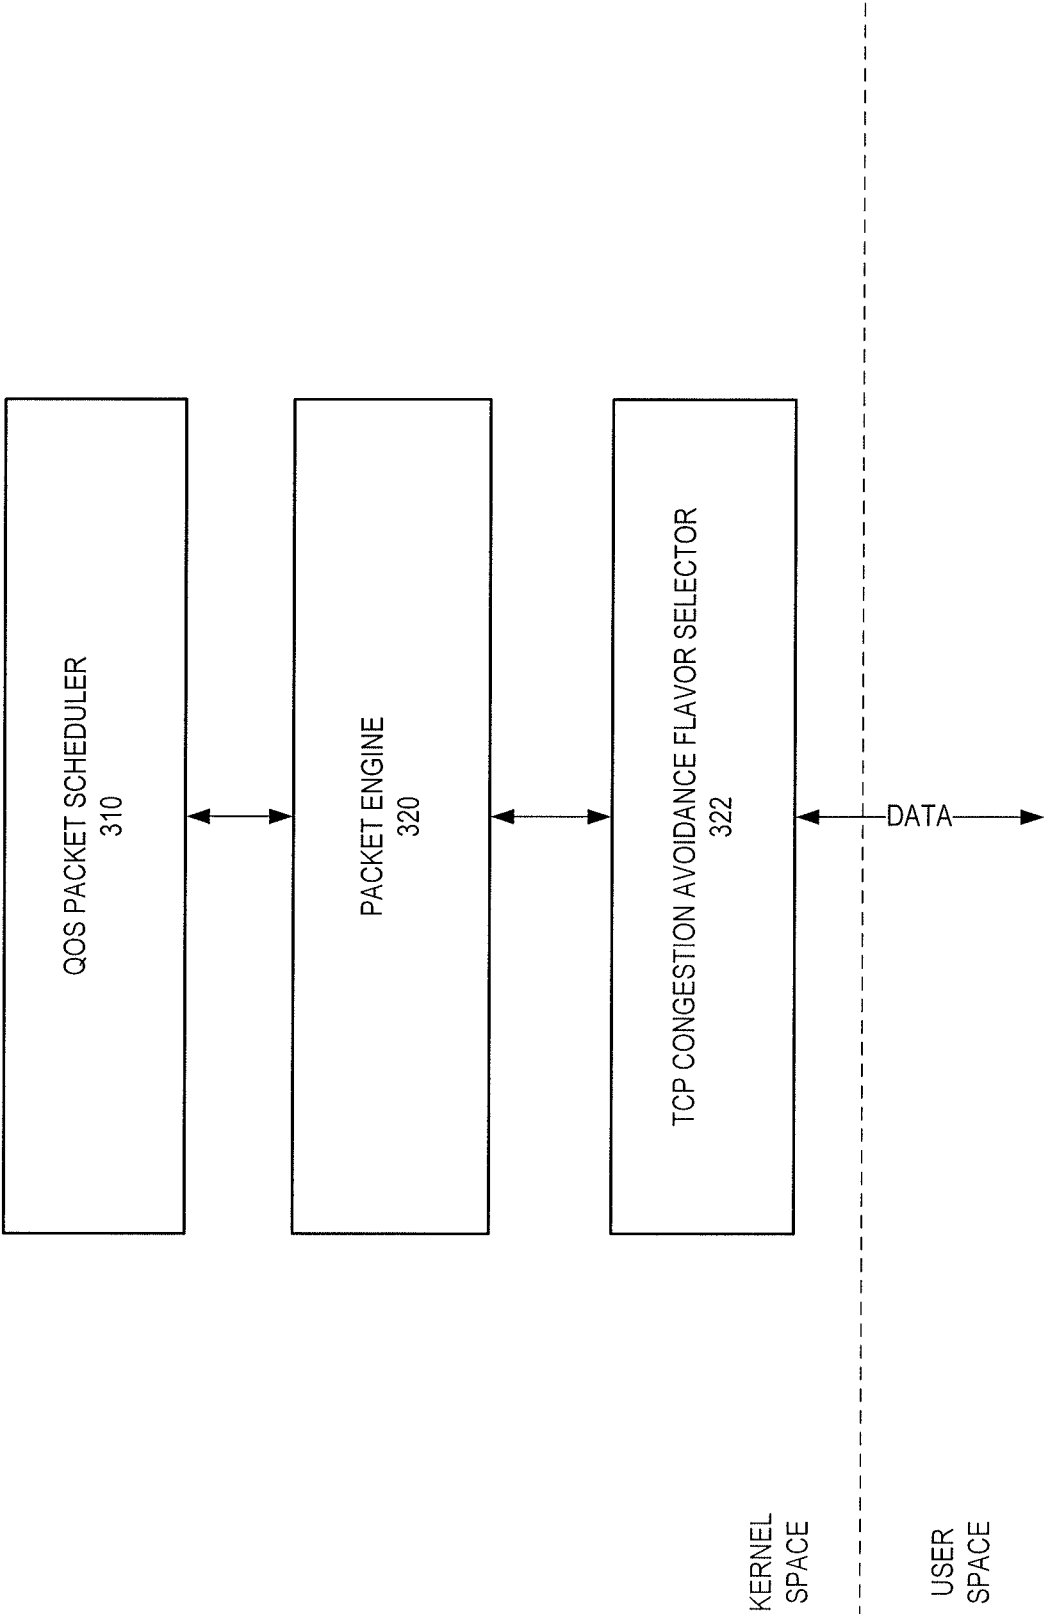 QOS PACKET SCHEDULER
310
PACKET ENGINE
320
TCP CONGESTION AVOIDANCE FLAVOR SELECTOR
322
KERNEL
SPACE
DATA
USER
SPACE